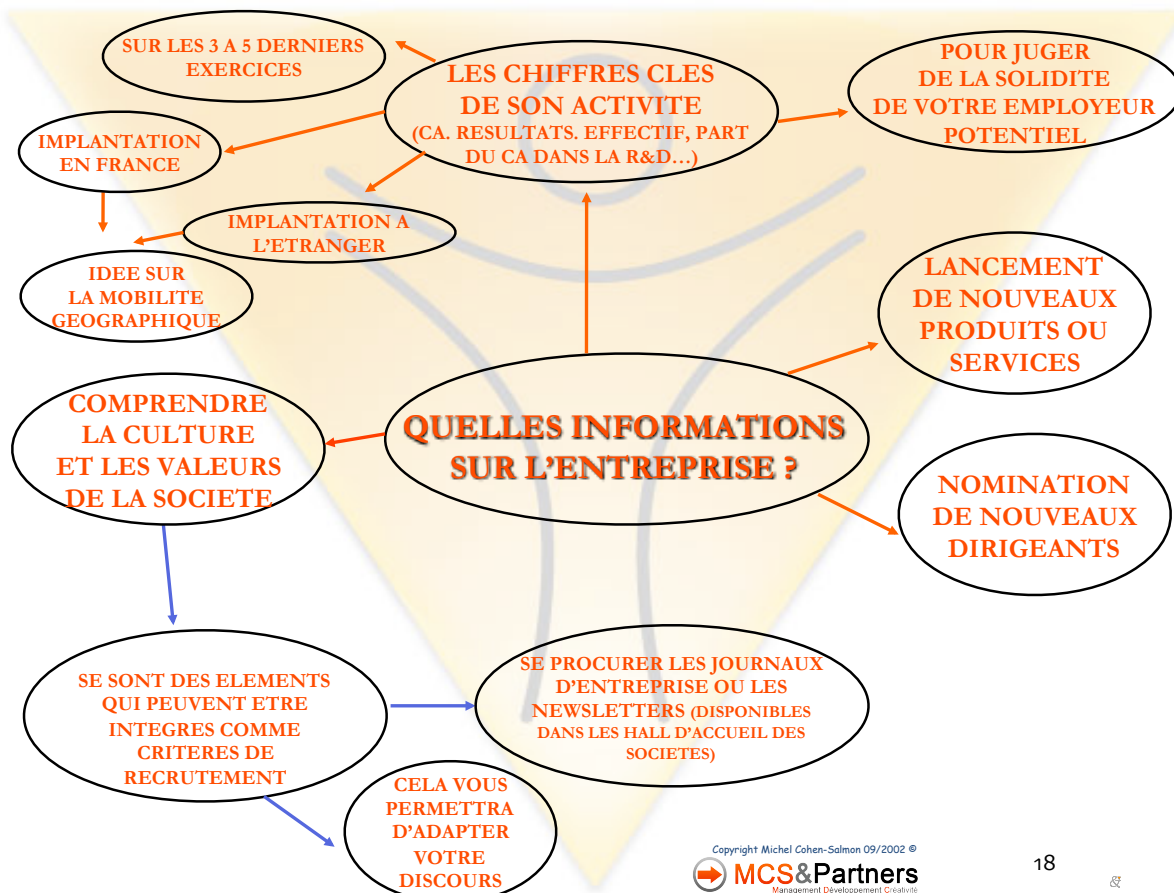 SUR LES 3 A 5 DERNIERS
EXERCICES
LES CHIFFRES CLES
DE SON ACTIVITE
(CA. RESULTATS. EFFECTIF, PART
DU CA DANS LA R&D…)
POUR JUGER
DE LA SOLIDITE
DE VOTRE EMPLOYEUR
POTENTIEL
IMPLANTATION
EN FRANCE
IMPLANTATION A
L’ETRANGER
IDEE SUR
LA MOBILITE
GEOGRAPHIQUE
LANCEMENT
DE NOUVEAUX
PRODUITS OU
SERVICES
COMPRENDRE
LA CULTURE
ET LES VALEURS
DE LA SOCIETE
QUELLES INFORMATIONS
SUR L’ENTREPRISE ?
NOMINATION
DE NOUVEAUX
DIRIGEANTS
SE SONT DES ELEMENTS
QUI PEUVENT ETRE
INTEGRES COMME
CRITERES DE
RECRUTEMENT
SE PROCURER LES JOURNAUX
D’ENTREPRISE OU LES
NEWSLETTERS (DISPONIBLES
DANS LES HALL D’ACCUEIL DES
SOCIETES)
CELA VOUS
PERMETTRA
D’ADAPTER
VOTRE
DISCOURS
Copyright Michel Cohen-Salmon 09/2002 ©
MCS&Partners
Management Développement Créativité
18
&